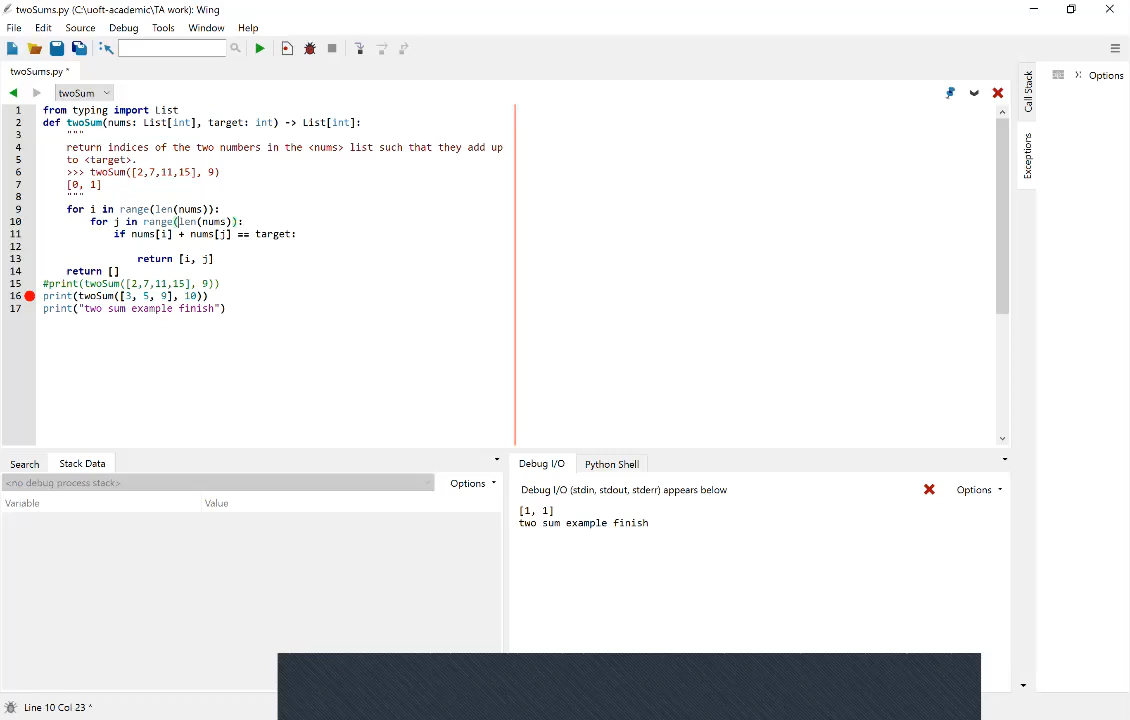 twoSums.py (C:\uoft-academic\TA work): Wing
File Edit Source Debug Tools Window Help
twoSums.py *
twoSum
Options
Call Stack
Exceptions
1 from typing import List
2 def twoSum(nums: List[int], target: int) -> List[int]:
3 """
4 return indices of the two numbers in the <nums> list such that they add up
5 to <target>.
6 >>> twoSum([2,7,11,15], 9)
7 [0, 1]
8 """
9 for i in range(len(nums)):
10 for j in range(len(nums)):
11 if nums[i] + nums[j] == target:
12
13 return [i, j]
14 return []
15 #print(twoSum([2,7,11,15], 9))
16 print(twoSum([3, 5, 9], 10))
17 print("two sum example finish")
Search Stack Data
<no debug process stack> Options
Variable Value
Debug I/O Python Shell
Debug I/O (stdin, stdout, stderr) appears below Options
[1, 1]
two sum example finish
Line 10 Col 23 *